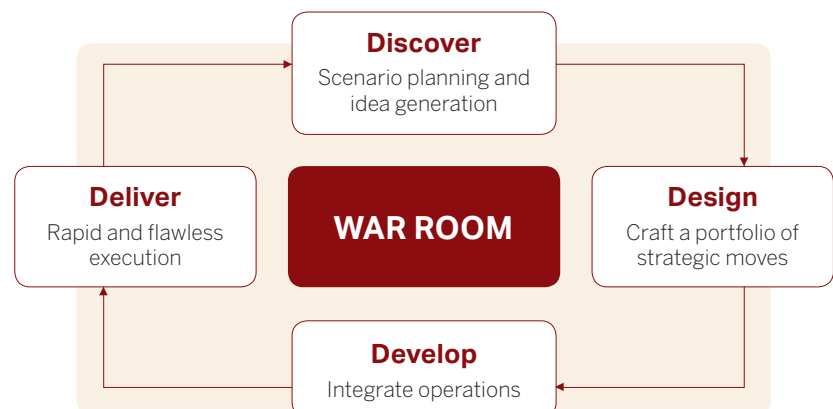 Discover
Scenario planning and
idea generation
Deliver
Rapid and flawless
execution
WAR ROOM
Design
Craft a portfolio of
strategic moves
Develop
Integrate operations